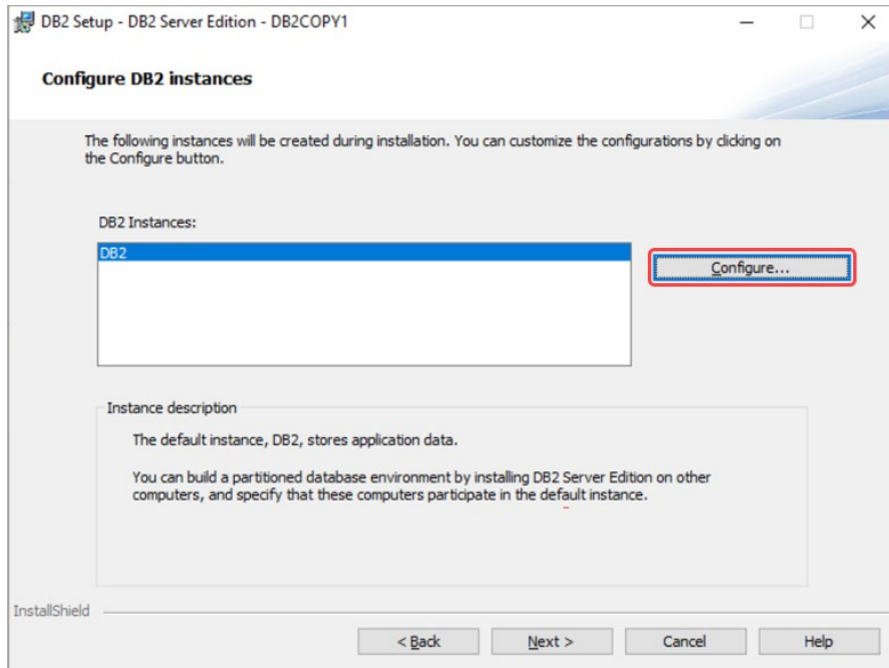 DB2 Setup - DB2 Server Edition - DB2COPY1
Configure DB2 instances
The following instances will be created during installation. You can customize the configurations by clicking on
the Configure button.
DB2 Instances:
DB2
Configure...
Instance description
The default instance, DB2, stores application data.
You can build a partitioned database environment by installing DB2 Server Edition on other
computers, and specify that these computers participate in the default instance.
InstallShield
< Back
Next >
Cancel
Help